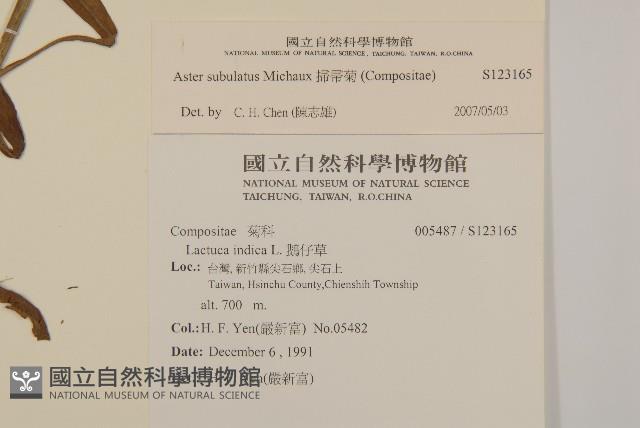 國立自然科學博物館
NATIONAL MUSEUM OF NATURAL SCIENCE, TAICHUNG, TAIWAN, R.O.CHINA
Aster subulatus Michaux 掃帚菊 (Compositae) S123165
Det. by C. H. Chen (陳志雄) 2007/05/03
國立自然科學博物館
NATIONAL MUSEUM OF NATURAL SCIENCE
TAICHUNG, TAIWAN, R.O.CHINA
Compositae 菊科 005487 / S123165
Lactuca indica L. 鵝仔草
Loc.: 台灣, 新竹縣尖石鄉, 尖石上
Taiwan, Hsinchu County,Chienshih Township
alt. 700 m.
Col.: H. F. Yen(嚴新富) No.05482
Date: December 6 , 1991
(嚴新富)
國立自然科學博物館
NATIONAL MUSEUM OF NATURAL SCIENCE